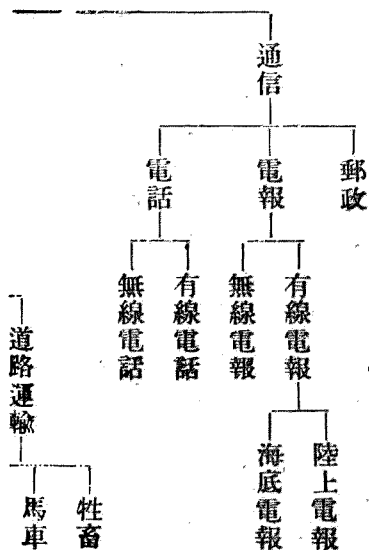 通信
郵政
電報
電話
有線電報
無線電報
有線電話
無線電話
陸上電報
海底電報
道路運輸
牲畜
馬車